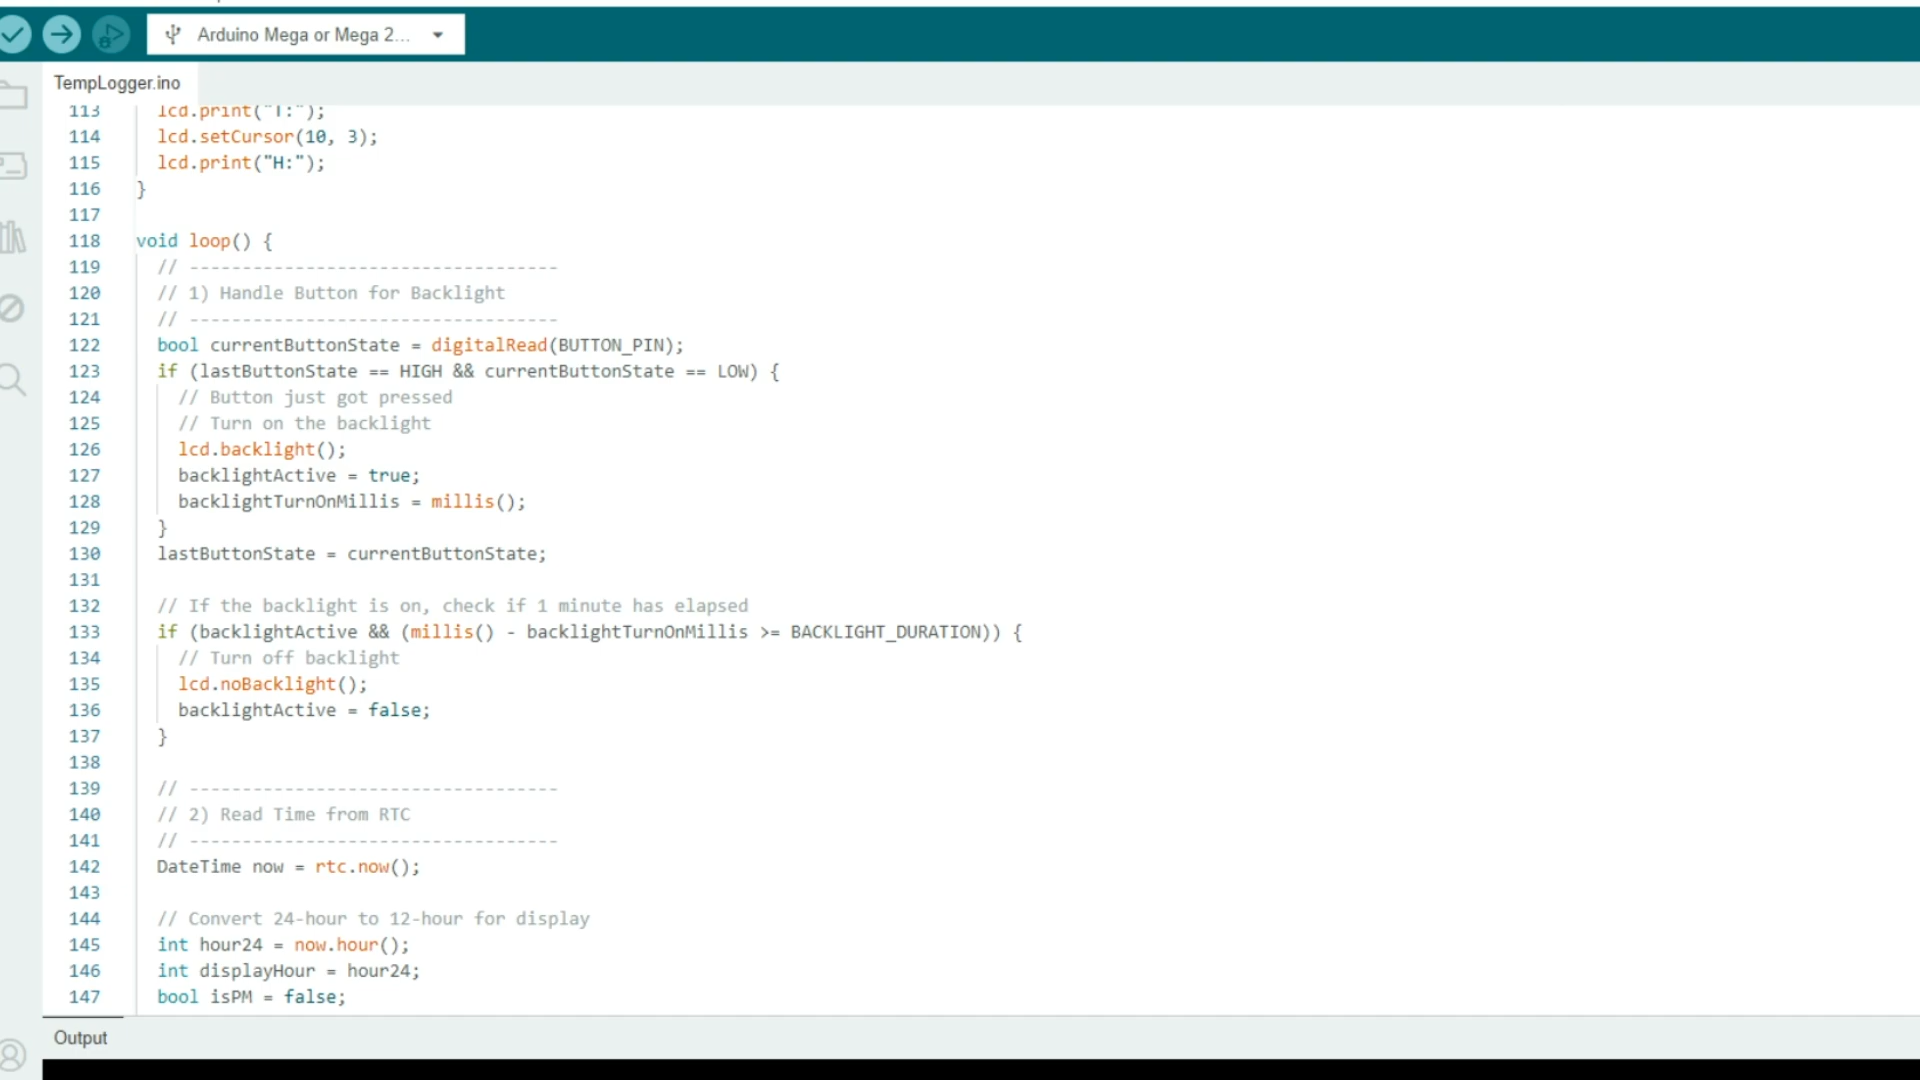 Arduino Mega or Mega 2...
TempLogger.ino
113 lcd.print("T:");
114 lcd.setCursor(10, 3);
115 lcd.print("H:");
116 }
117
118 void loop() {
119 // -----------------------------------
120 // 1) Handle Button for Backlight
121 // -----------------------------------
122 bool currentButtonState = digitalRead(BUTTON_PIN);
123 if (lastButtonState == HIGH && currentButtonState == LOW) {
124 // Button just got pressed
125 // Turn on the backlight
126 lcd.backlight();
127 backlightActive = true;
128 backlightTurnOnMillis = millis();
129 }
130 lastButtonState = currentButtonState;
131
132 // If the backlight is on, check if 1 minute has elapsed
133 if (backlightActive && (millis() - backlightTurnOnMillis >= BACKLIGHT_DURATION)) {
134 // Turn off backlight
135 lcd.noBacklight();
136 backlightActive = false;
137 }
138
139 // -----------------------------------
140 // 2) Read Time from RTC
141 // -----------------------------------
142 DateTime now = rtc.now();
143
144 // Convert 24-hour to 12-hour for display
145 int hour24 = now.hour();
146 int displayHour = hour24;
147 bool isPM = false;
Output